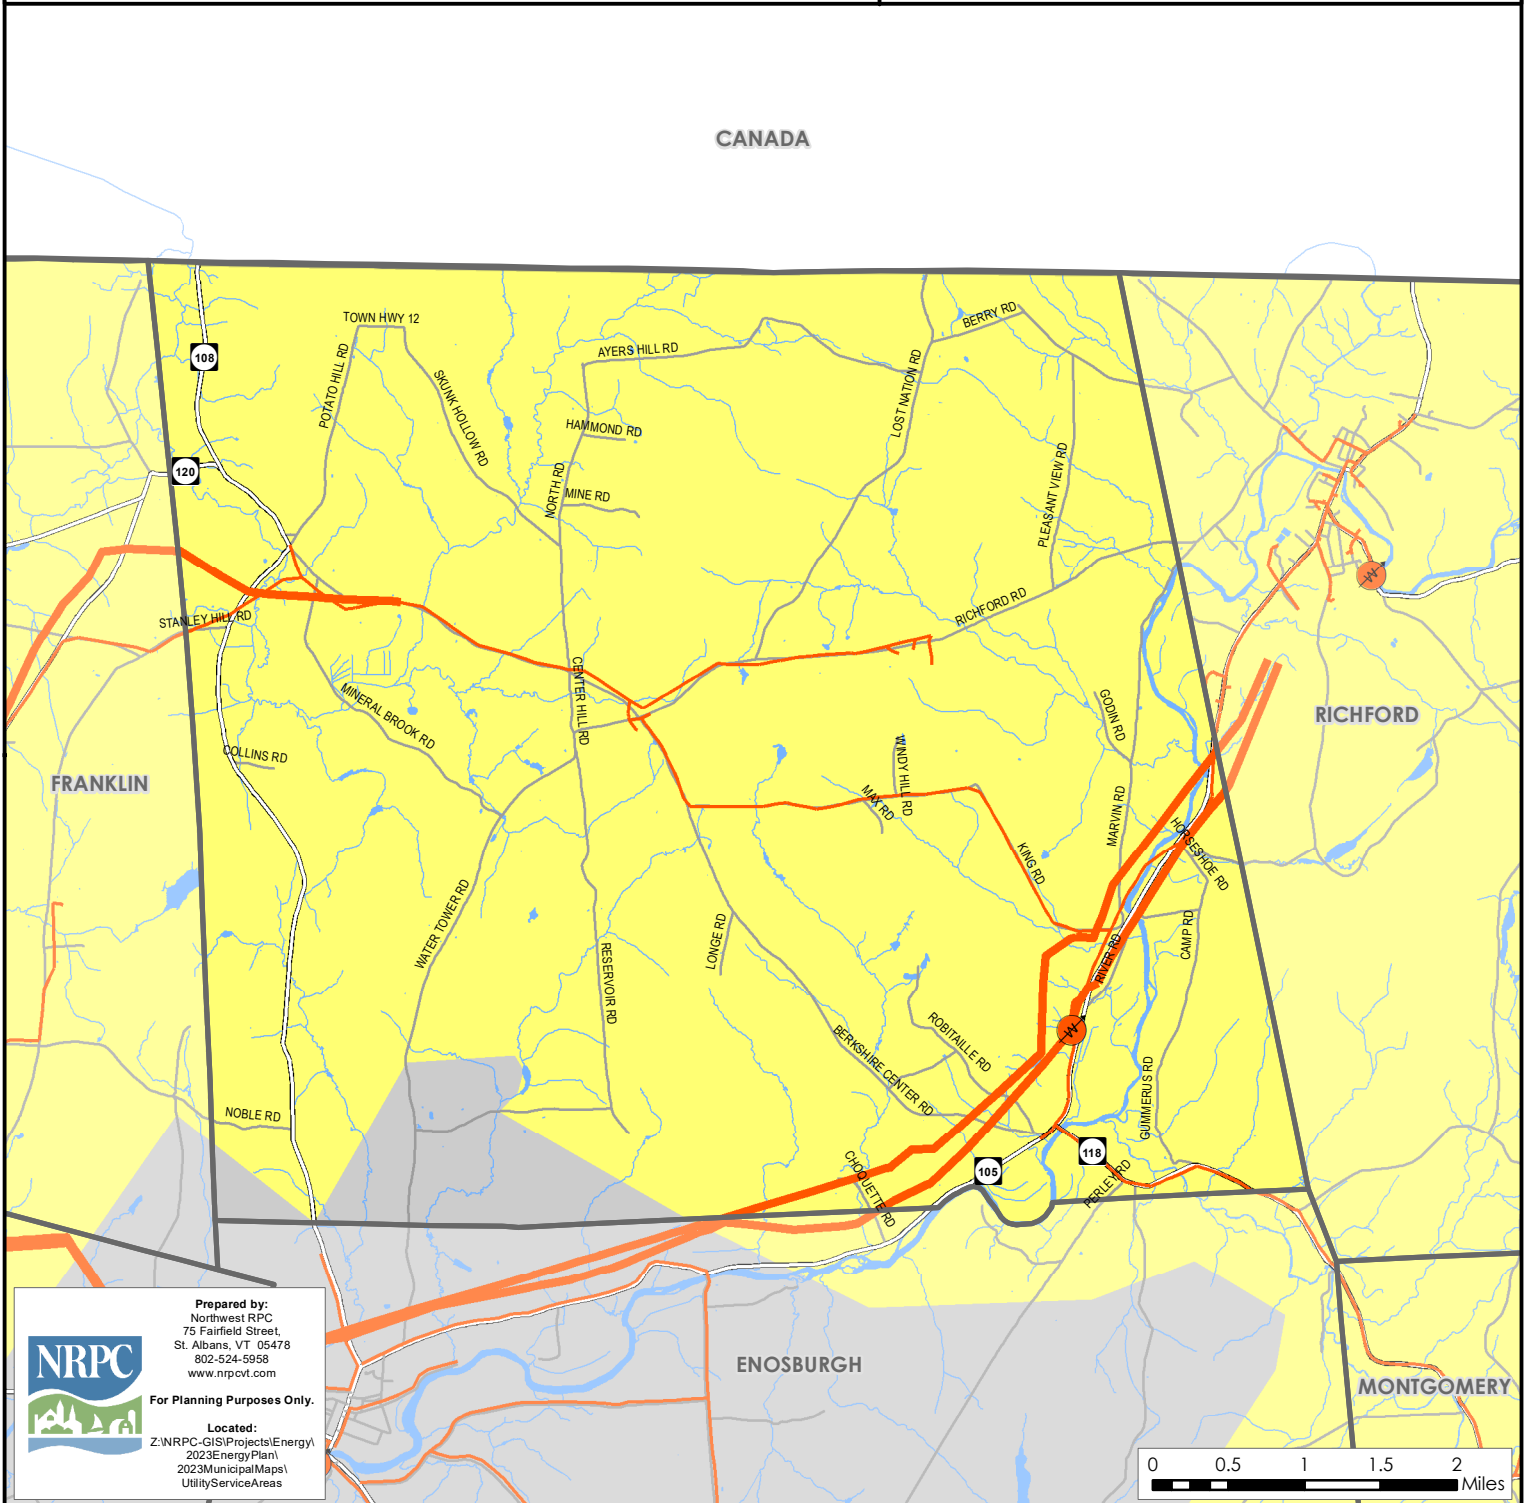 CANADA
TOWN HWY 12
BERRY RD
108
AYERS HILL RD
POTATO HILL RD
SKUNK HOLLOW RD
LOST NATION RD
HAMMOND RD
120
NORTH RD
MINE RD
PLEASANT VIEW RD
W
RICHFORD RD
STANLEY HILL RD
CENTER HILL RD
MINERAL BROOK RD
GODIN RD
RICHFORD
COLLINS RD
WINDY HILL RD
FRANKLIN
MAX RD
MARVIN RD
HORSESHOE RD
KING RD
WATER TOWER RD
LONGE RD
CAMP RD
RIVER RD
RESERVOIR RD
W
ROBITAILLE RD
BERKSHIRE CENTER RD
GUMMERUS RD
NOBLE RD
118
105
CHOQUETTE RD
PERLEY RD
ENOSBURGH
MONTGOMERY
NRPC
Prepared by:
Northwest RPC
75 Fairfield Street,
St. Albans, VT 05478
802-524-5958
www.nrpcvt.com
For Planning Purposes Only.
Located:
Z:\NRPC-GIS\Projects\Energy\
2023EnergyPlan\
2023MunicipalMaps\
UtilityServiceAreas
0 0.5 1 1.5 2
Miles